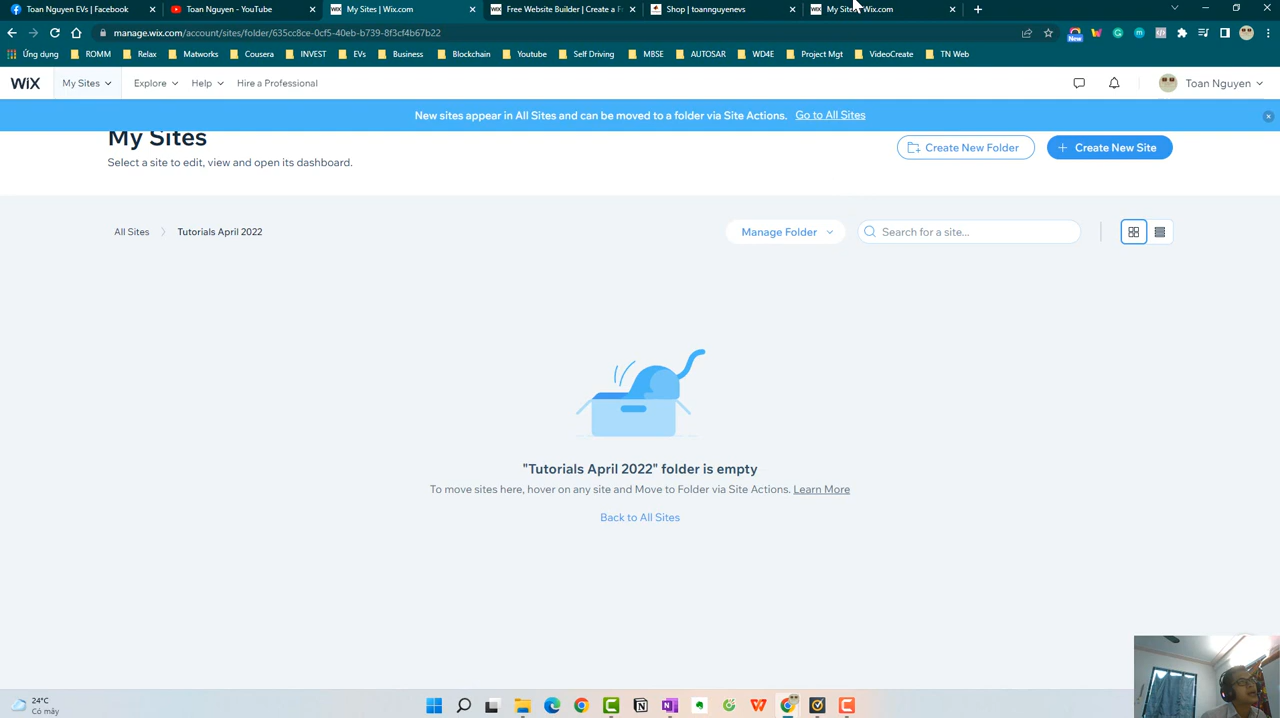 Toan Nguyen EVs | Facebook
Toan Nguyen - YouTube
My Sites | Wix.com
Free Website Builder | Create a F
Shop | toannguyenevs
My Sites | Wix.com
manage.wix.com/account/sites/folder/635cc8ce-0cf5-40eb-b739-8f3cf4b67b22
Ứng dụng
ROMM
Relax
Matworks
Cousera
INVEST
EVs
Business
Blockchain
Youtube
Self Driving
MBSE
AUTOSAR
WD4E
Project Mgt
VideoCreate
TN Web
WiX
My Sites
Explore
Help
Hire a Professional
Toan Nguyen
New sites appear in All Sites and can be moved to a folder via Site Actions. Go to All Sites
My Sites
Select a site to edit, view and open its dashboard.
Create New Folder
+ Create New Site
All Sites > Tutorials April 2022
Manage Folder
Search for a site...
"Tutorials April 2022" folder is empty
To move sites here, hover on any site and Move to Folder via Site Actions. Learn More
Back to All Sites
24°C
Có mây